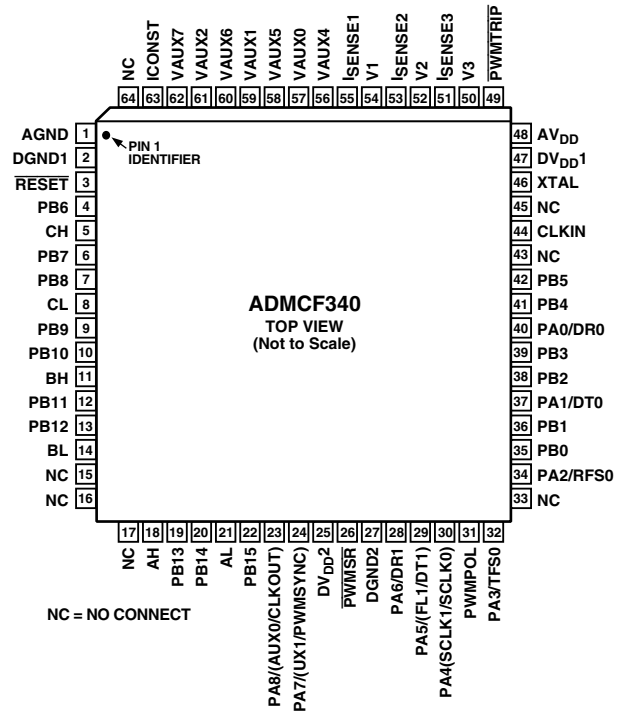 NC
ICONST
VAUX7
VAUX2
VAUX6
VAUX1
VAUX5
VAUX0
VAUX4
ISENSE1
V1
ISENSE2
V2
ISENSE3
V3
PWMTRIP
64 63 62 61 60 59 58 57 56 55 54 53 52 51 50 49
AGND 1
DGND1 2
RESET 3
PB6 4
CH 5
PB7 6
PB8 7
CL 8
PB9 9
PB10 10
BH 11
PB11 12
PB12 13
BL 14
NC 15
NC 16
PIN 1
IDENTIFIER
ADMCF340
TOP VIEW
(Not to Scale)
48 AVDD
47 DVDD1
46 XTAL
45 NC
44 CLKIN
43 NC
42 PB5
41 PB4
40 PA0/DR0
39 PB3
38 PB2
37 PA1/DT0
36 PB1
35 PB0
34 PA2/RFS0
33 NC
17 18 19 20 21 22 23 24 25 26 27 28 29 30 31 32
NC
AH
PB13
PB14
AL
PB15
PA8/(AUX0/CLKOUT)
PA7/(UX1/PWMSYNC)
DVDD2
PWMSR
DGND2
PA6/DR1
PA5/(FL1/DT1)
PA4(SCLK1/SCLK0)
PWMPOL
PA3/TFS0
NC = NO CONNECT